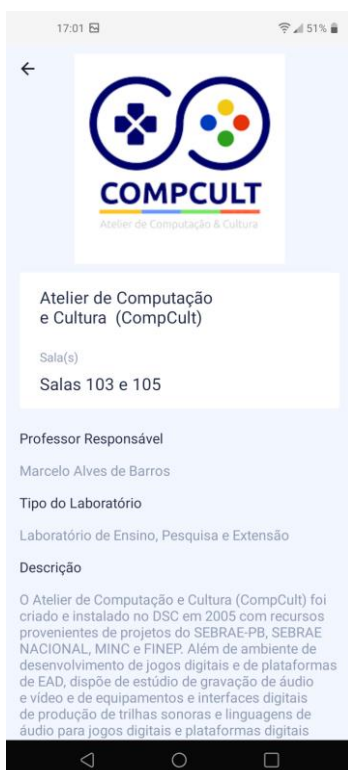 17:01
51%
COMPCULT
Atelier de Computação & Cultura
Atelier de Computação
e Cultura (CompCult)
Sala(s)
Salas 103 e 105
Professor Responsável
Marcelo Alves de Barros
Tipo do Laboratório
Laboratório de Ensino, Pesquisa e Extensão
Descrição
O Atelier de Computação e Cultura (CompCult) foi
criado e instalado no DSC em 2005 com recursos
provenientes de projetos do SEBRAE-PB, SEBRAE
NACIONAL, MINC e FINEP. Além de ambiente de
desenvolvimento de jogos digitais e de plataformas
de EAD, dispõe de estúdio de gravação de áudio
e vídeo e de equipamentos e interfaces digitais
de produção de trilhas sonoras e linguagens de
áudio para jogos digitais e plataformas digitais